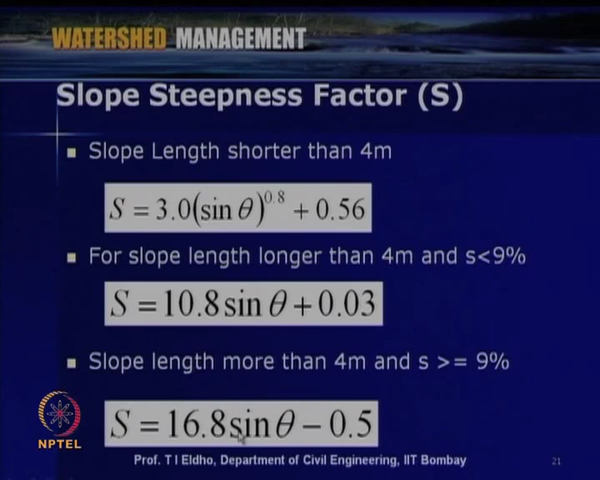 WATERSHED MANAGEMENT
Slope Steepness Factor (S)
Slope Length shorter than 4m
S = 3.0(sin θ)^0.8 + 0.56
For slope length longer than 4m and s<9%
S = 10.8 sin θ + 0.03
Slope length more than 4m and s >= 9%
S = 16.8 sin θ − 0.5
NPTEL
Prof. T I Eldho, Department of Civil Engineering, IIT Bombay
21